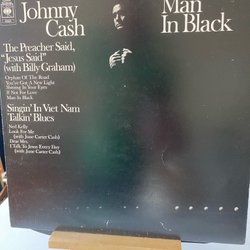 Johnny
Cash
Man
In Black
The Preacher Said,
"Jesus Said"
(with Billy Graham)
Orphan Of The Road
You've Got A New Light
Shining In Your Eyes
If Not For Love
Man In Black
Singin' In Viet Nam
Talkin' Blues
Ned Kelly
Look For Me
(with June Carter Cash)
Dear Mrs.
I Talk To Jesus Every Day
(with June Carter Cash)